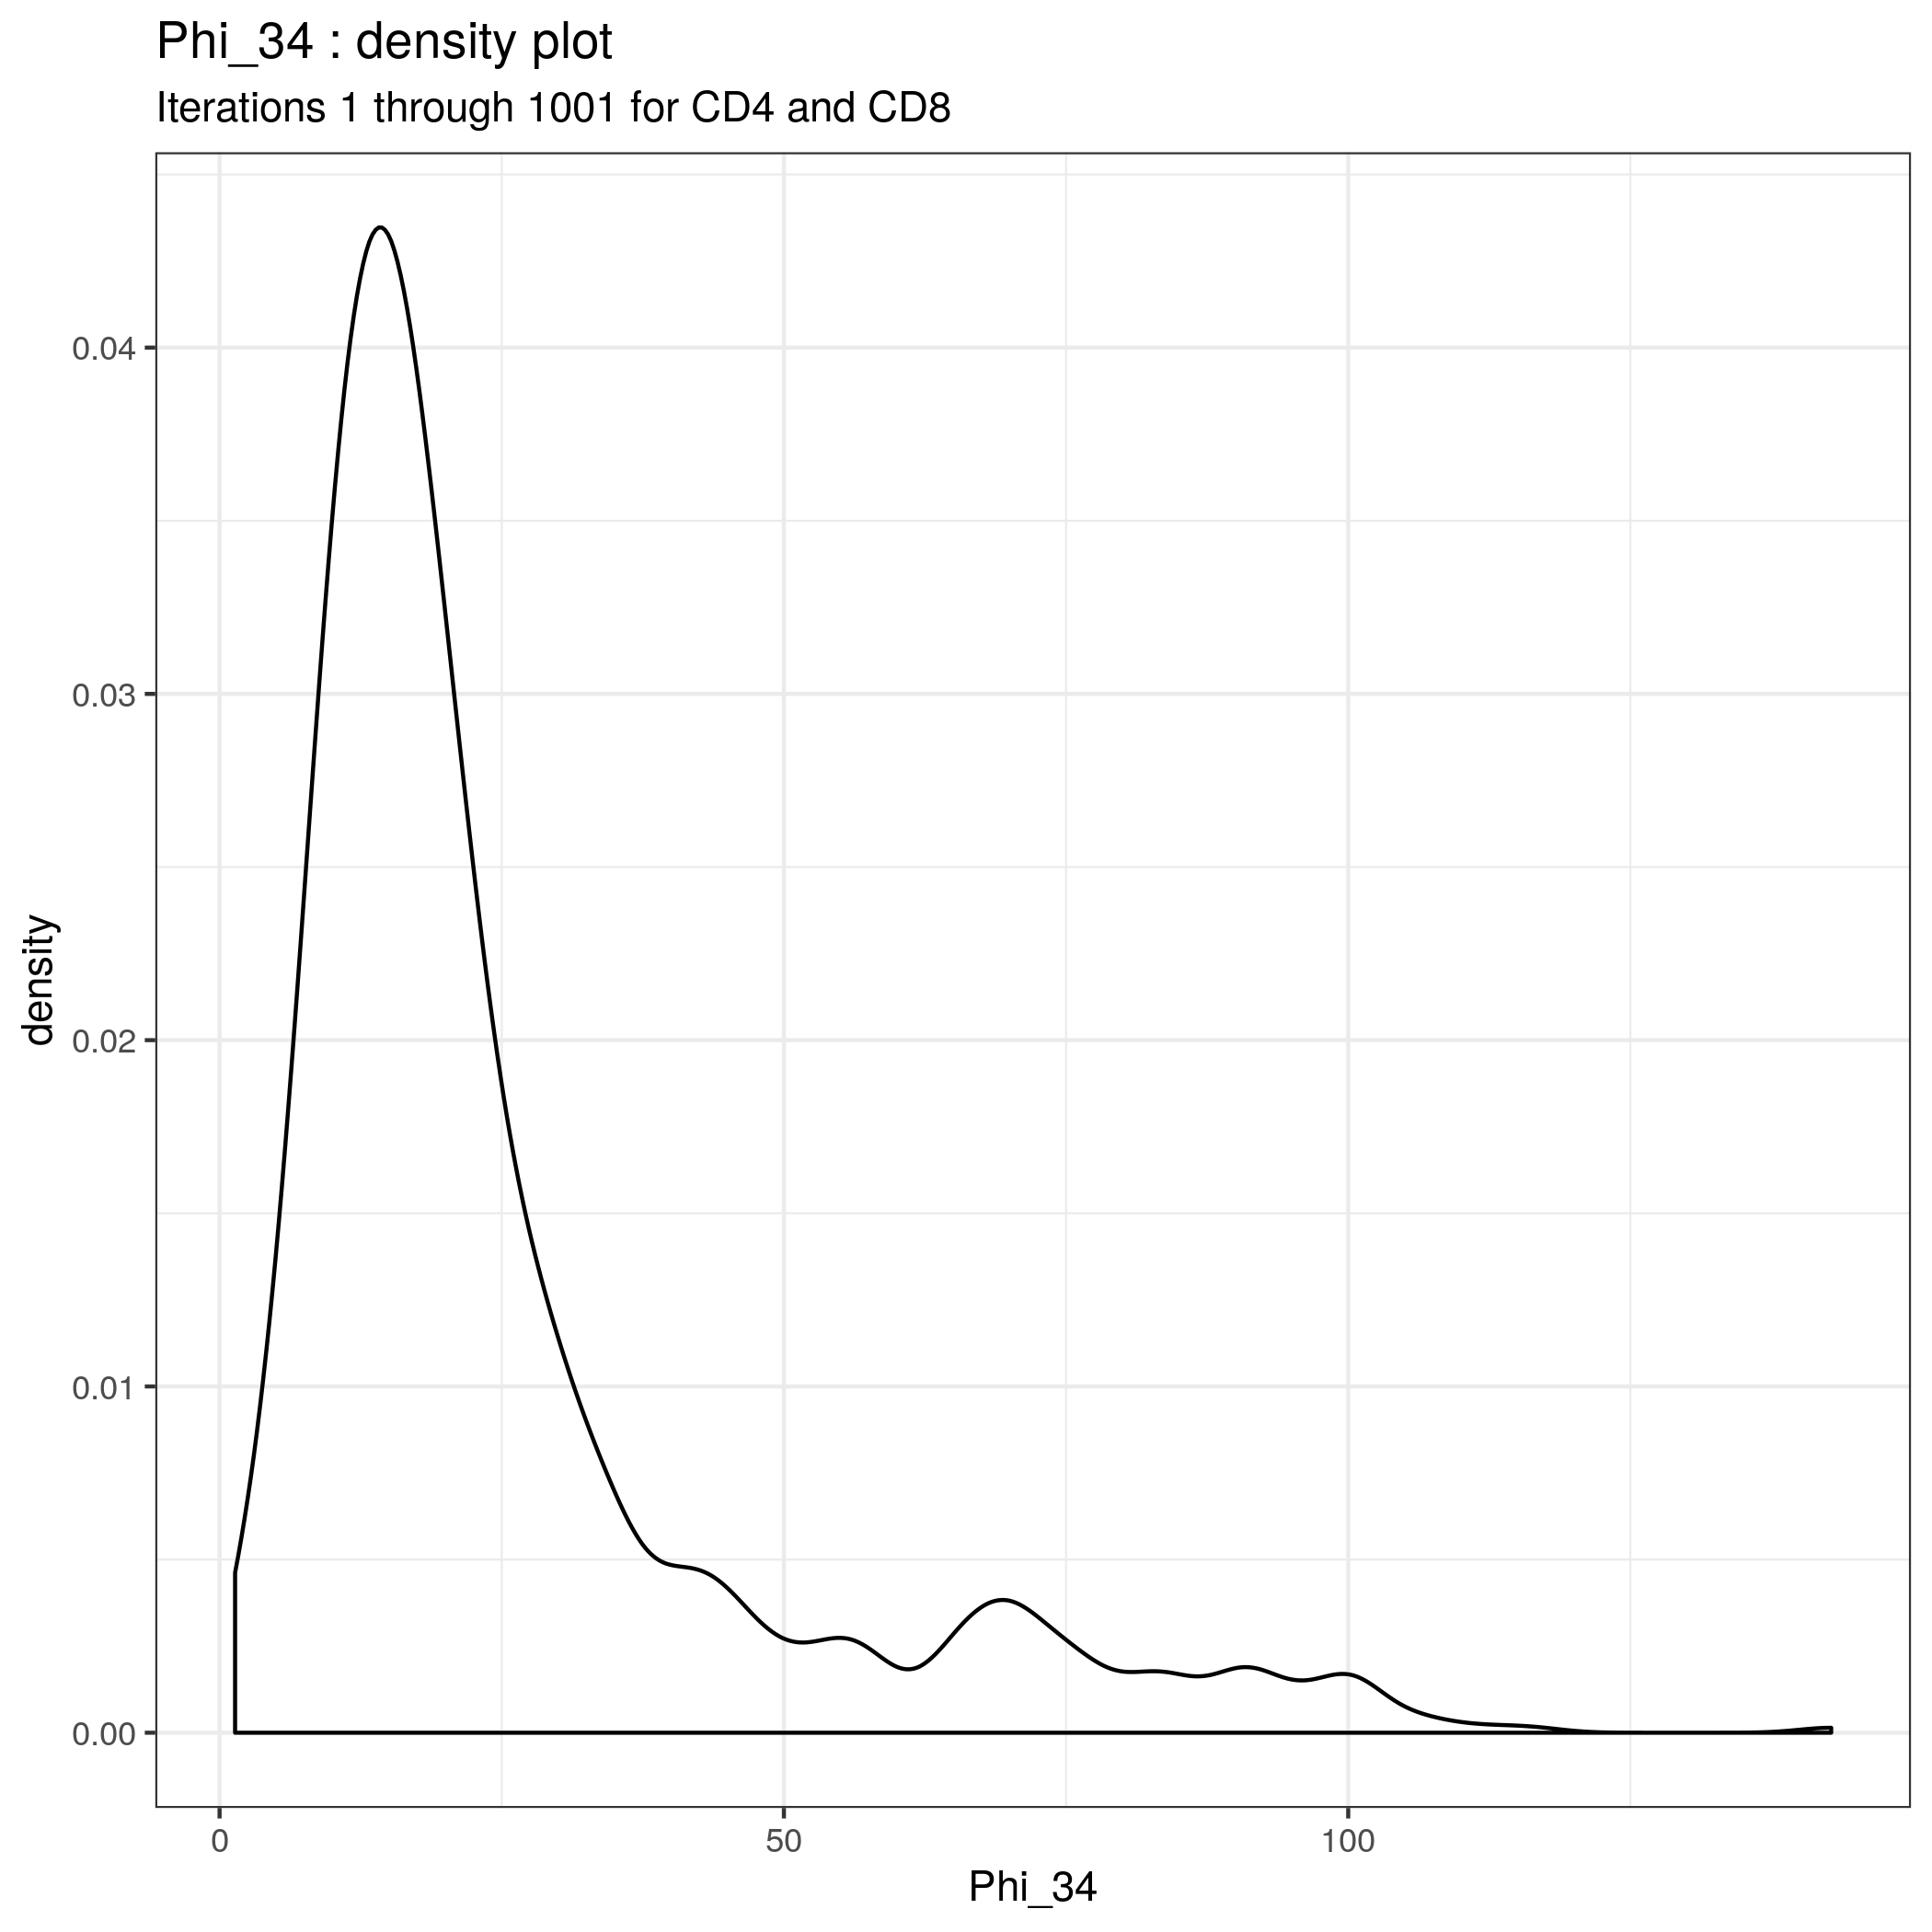 Phi_34 : density plot
Iterations 1 through 1001 for CD4 and CD8
density
0.04
0.03
0.02
0.01
0.00
0 50 100
Phi_34